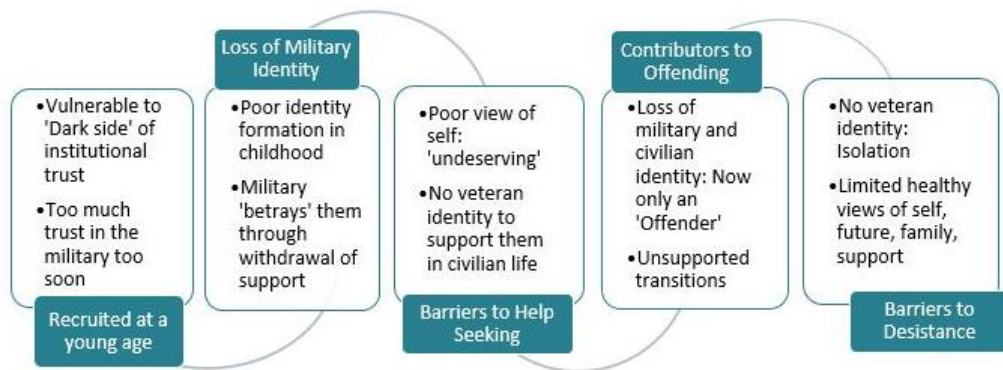 •Vulnerable to
'Dark side' of
institutional
trust
•Too much
trust in the
military too
soon
Recruited at a
young age
Loss of Military
Identity
•Poor identity
formation in
childhood
•Military
'betrays' them
through
withdrawal of
support
•Poor view of
self:
'undeserving'
•No veteran
identity to
support them
in civilian life
Barriers to Help
Seeking
Contributors to
Offending
•Loss of
military and
civilian
identity: Now
only an
'Offender'
•Unsupported
transitions
•No veteran
identity:
Isolation
•Limited healthy
views of self,
future, family,
support
Barriers to
Desistance